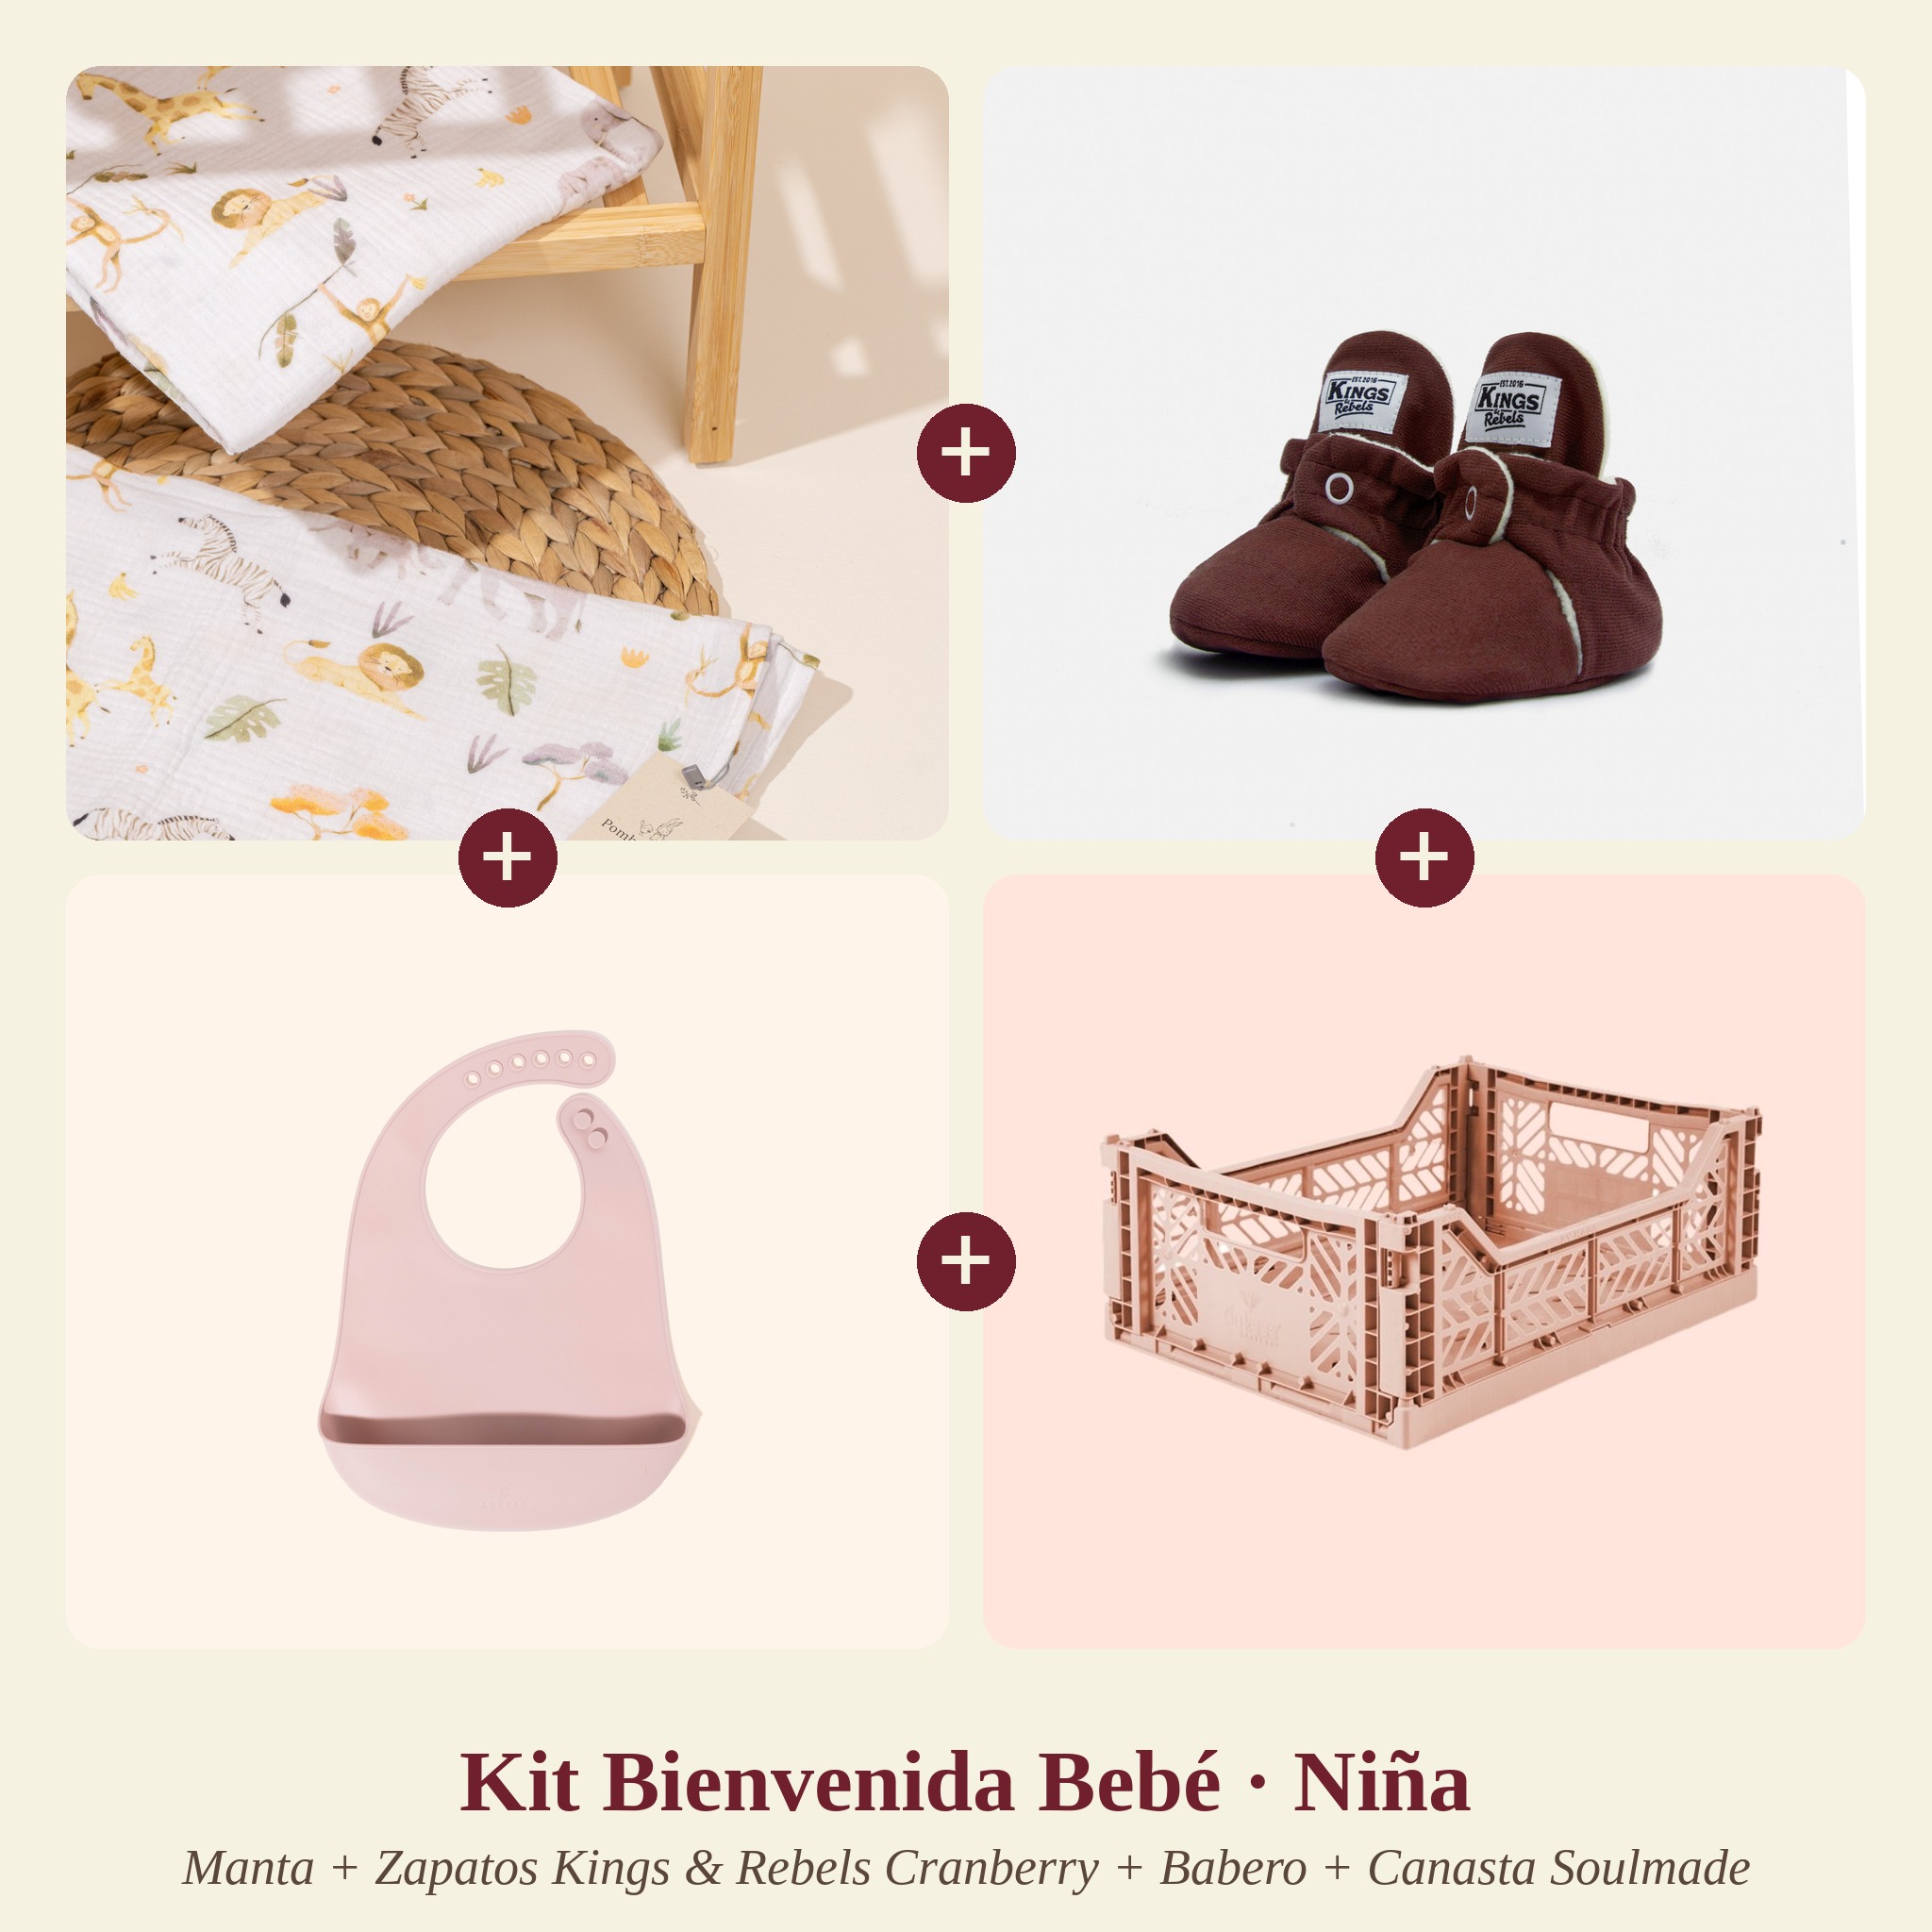 EST.2016
KINGS
&
Rebels
EST.2016
KINGS
&
Rebels
Kit Bienvenida Bebé · Niña
Manta + Zapatos Kings & Rebels Cranberry + Babero + Canasta Soulmade